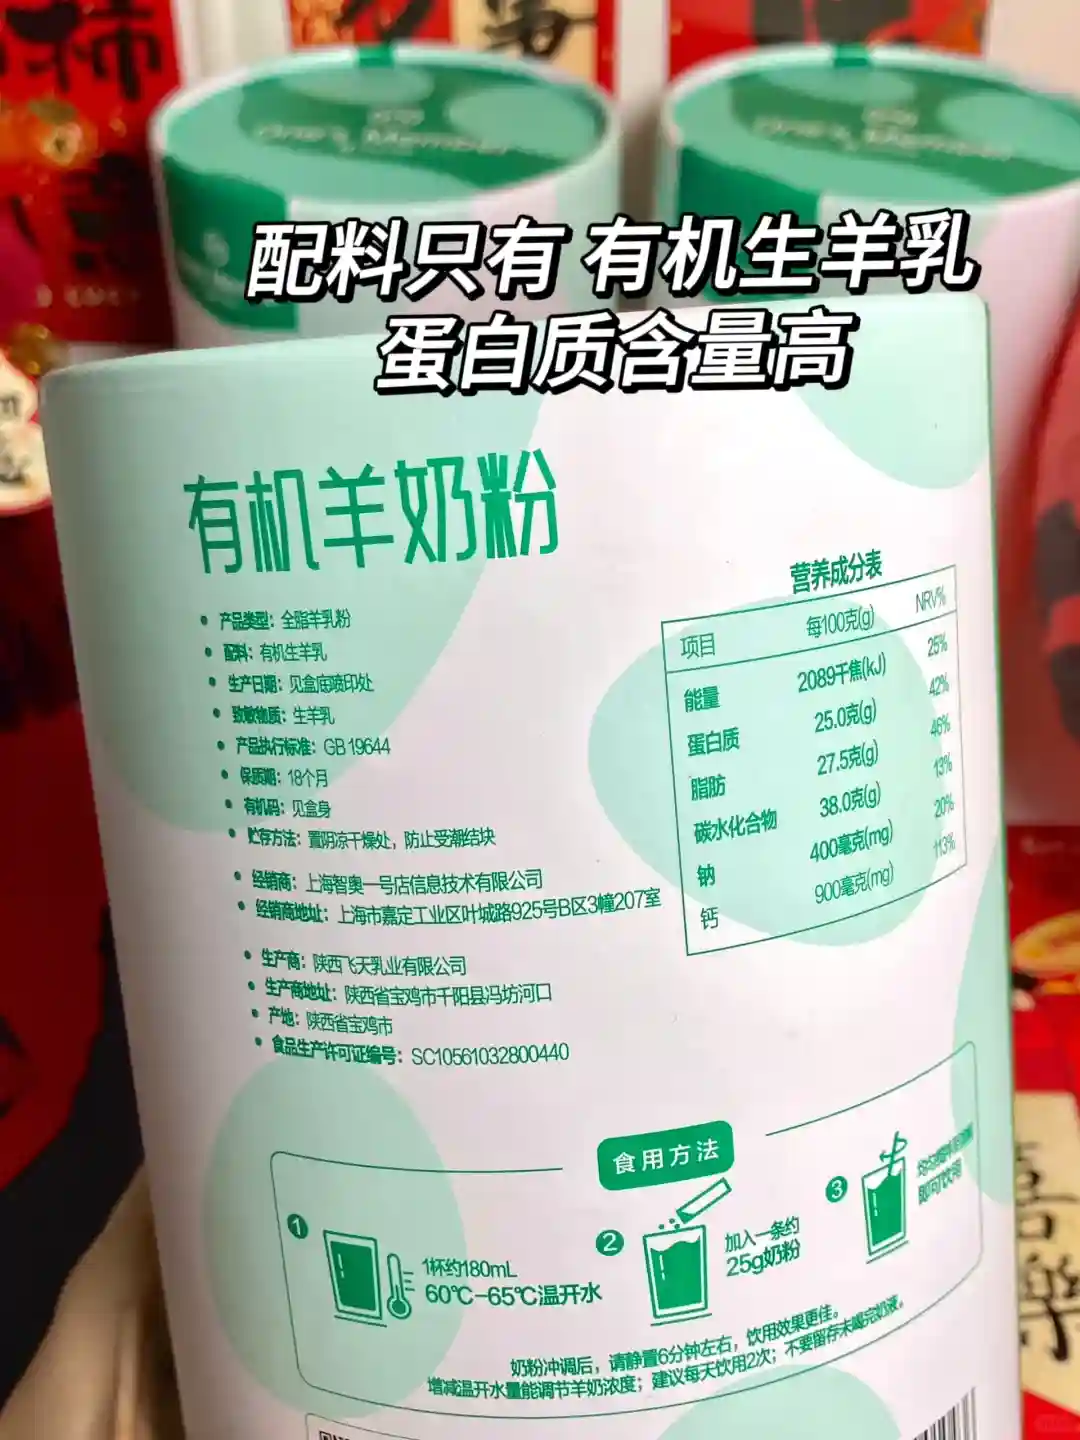 One's Member
One's Member
配料只有 有机生羊乳
蛋白质含量高
有机羊奶粉
产品类型：全脂羊乳粉
配料：有机生羊乳
生产日期：见盒底喷印处
致敏物质：生羊乳
产品执行标准：GB 19644
保质期：18个月
有机码：见盒身
贮存方法：置阴凉干燥处，防止受潮结块
经销商：上海智奥一号店信息技术有限公司
经销商地址：上海市嘉定工业区叶城路925号B区3幢207室
生产商：陕西飞天乳业有限公司
生产商地址：陕西省宝鸡市千阳县冯坊河口
产地：陕西省宝鸡市
食品生产许可证编号：SC10561032800440
营养成分表
项目 每100克(g) NRV%
能量 2089千焦(kJ) 25%
蛋白质 25.0克(g) 42%
脂肪 27.5克(g) 46%
碳水化合物 38.0克(g) 13%
钠 400毫克(mg) 20%
钙 900毫克(mg) 113%
食用方法
1
1杯约180mL
60℃-65℃温开水
2
加入一条约
25g奶粉
3
即可饮用
奶粉冲调后，请静置6分钟左右，饮用效果更佳。
增减温开水量能调节羊奶浓度；建议每天饮用2次；不要留存未喝完奶液。